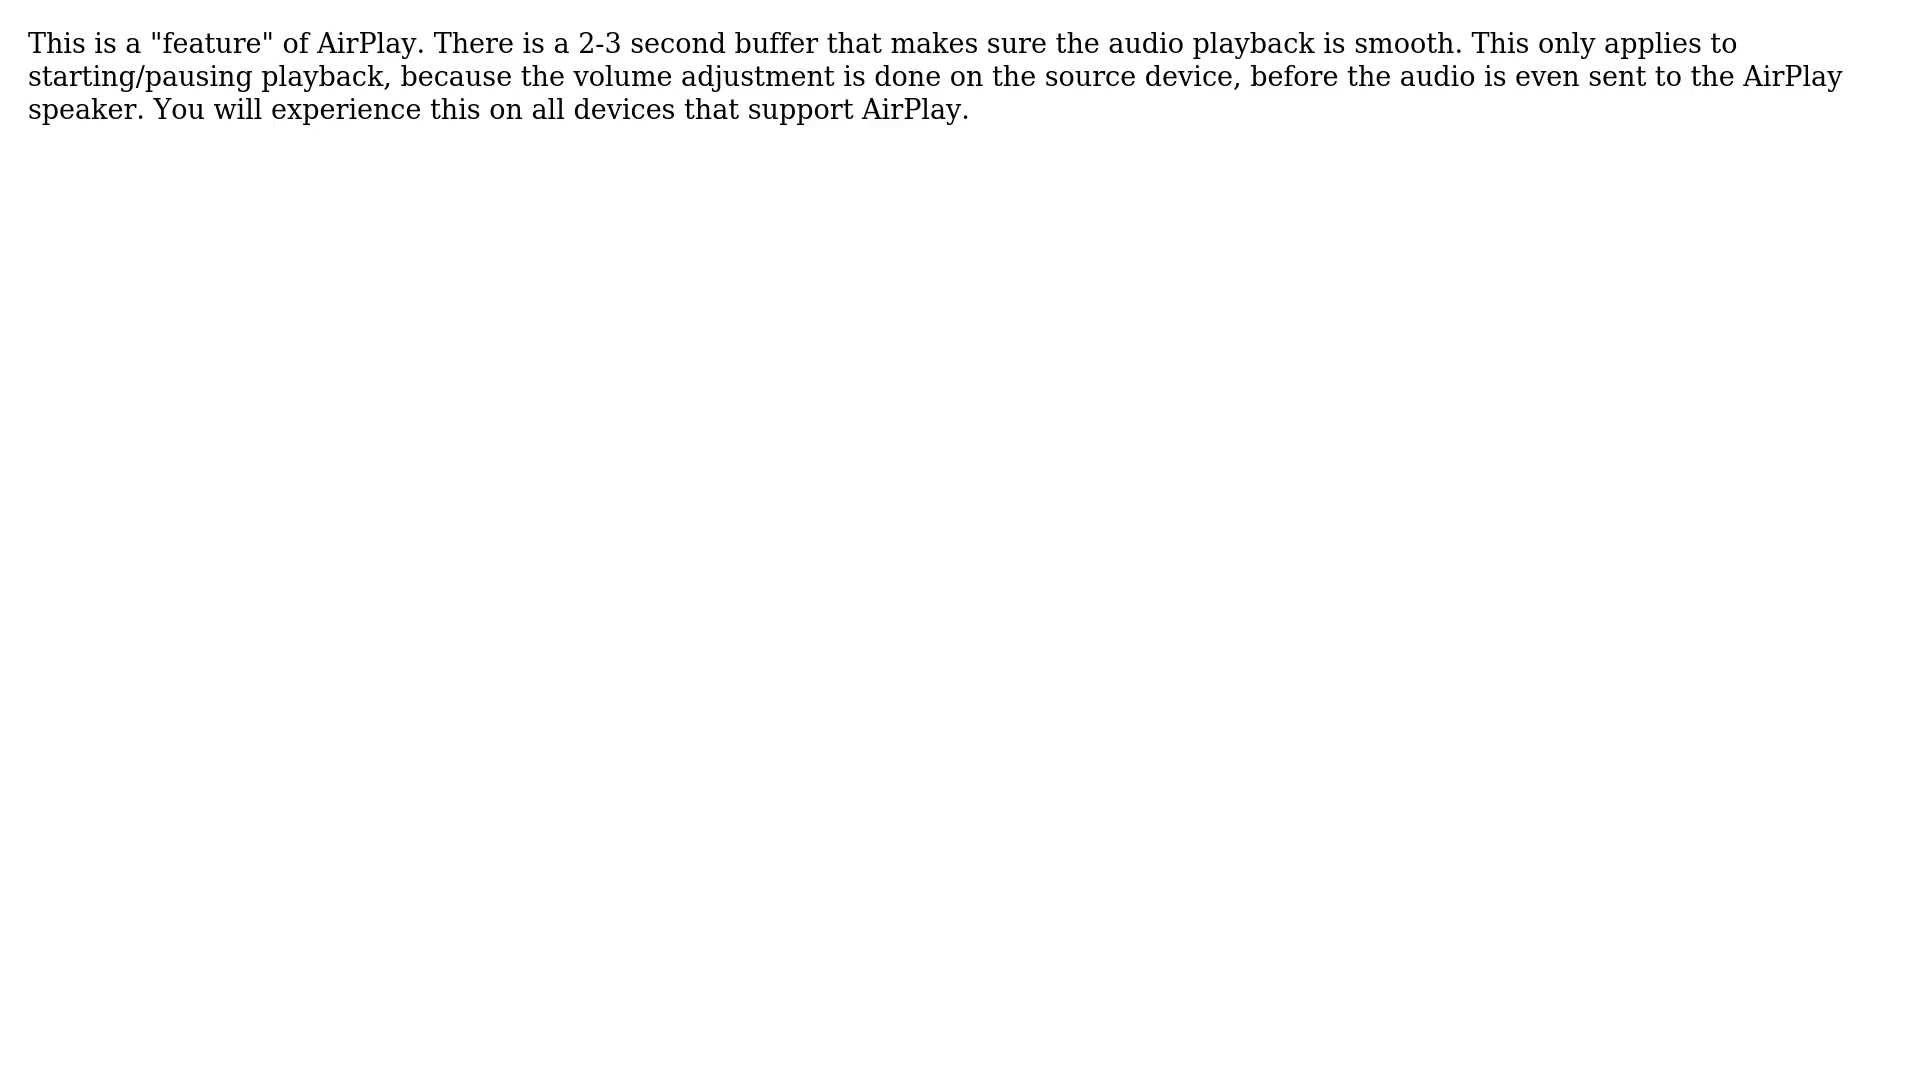 This is a "feature" of AirPlay. There is a 2-3 second buffer that makes sure the audio playback is smooth. This only applies to
starting/pausing playback, because the volume adjustment is done on the source device, before the audio is even sent to the AirPlay
speaker. You will experience this on all devices that support AirPlay.